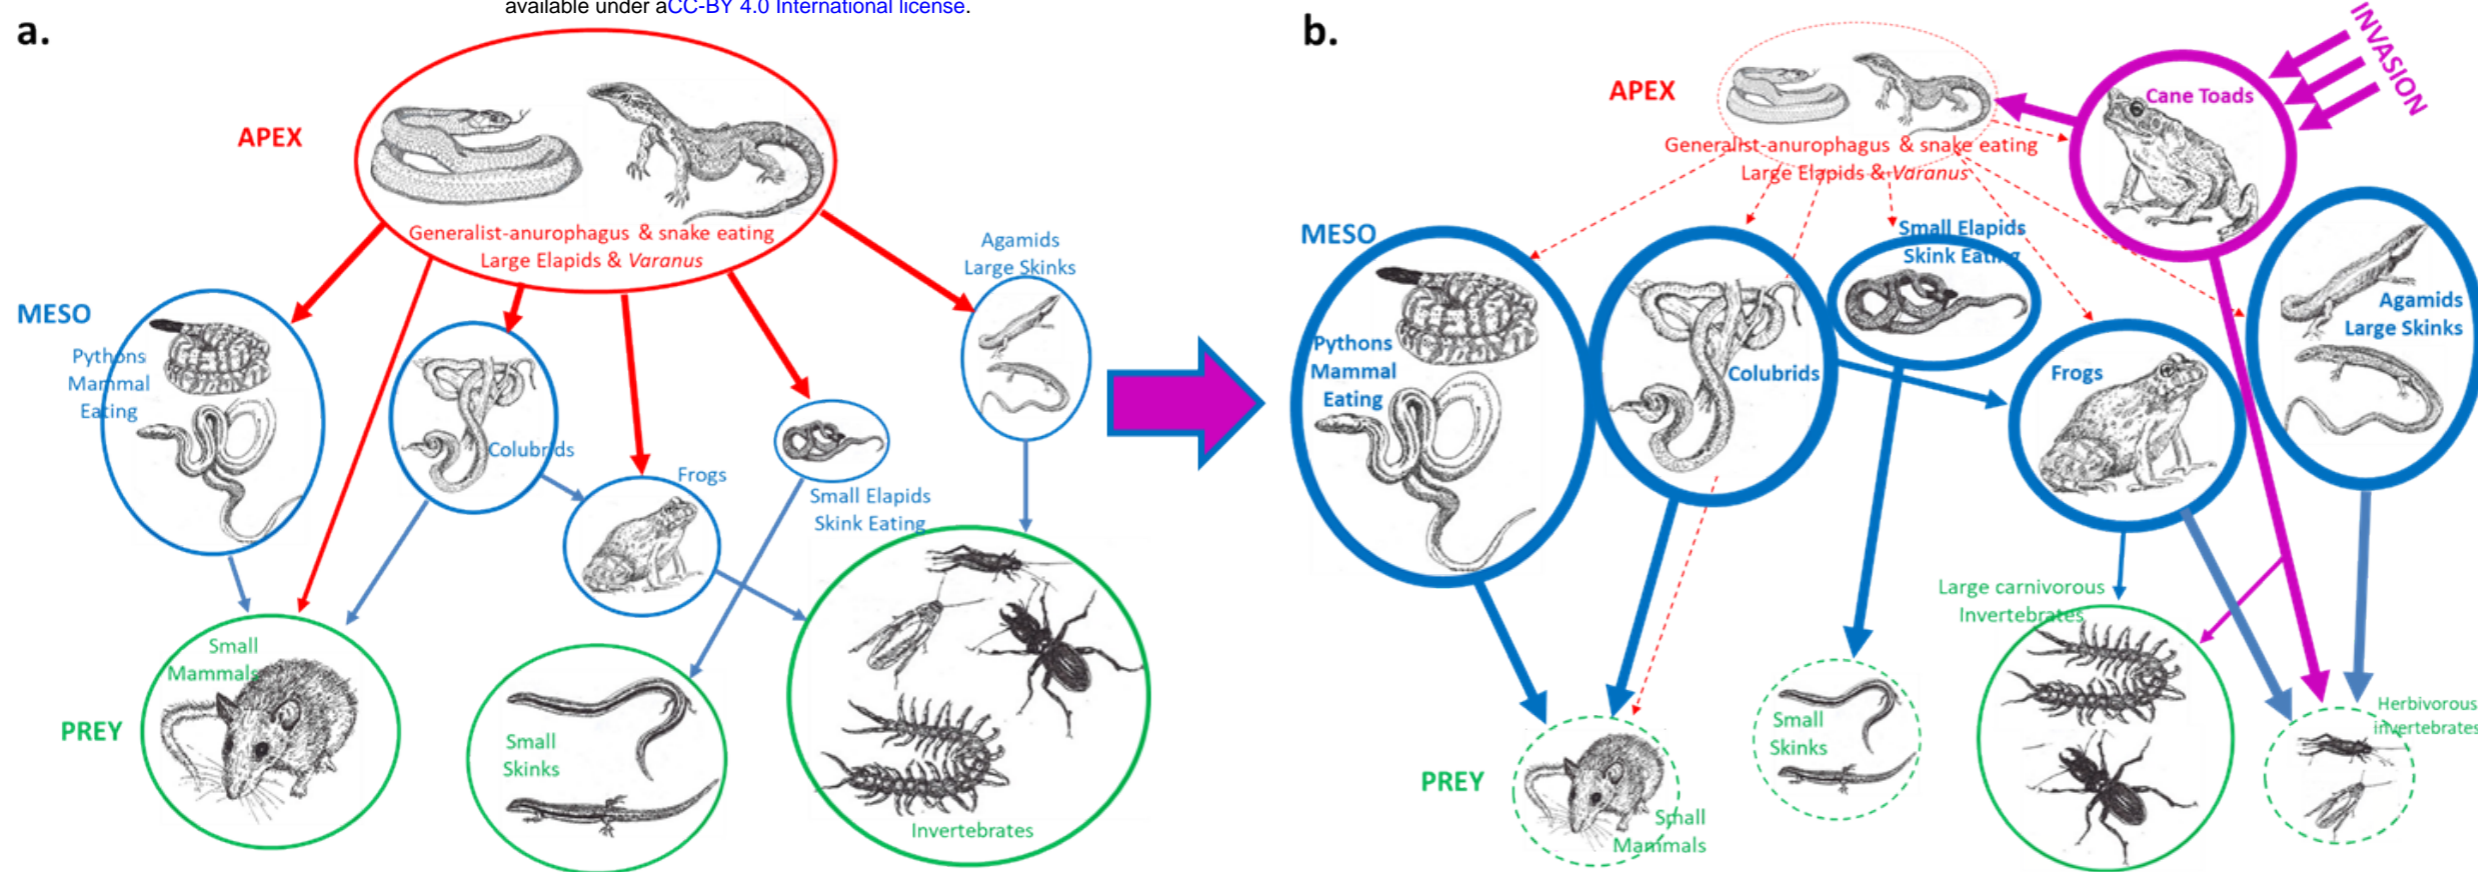 available under aCC-BY 4.0 International license.
a.
APEX
Generalist-anurophagus & snake eating
Large Elapids & Varanus
Agamids
Large Skinks
MESO
Pythons
Mammal
Eating
Colubrids
Frogs
Small Elapids
Skink Eating
Small
Mammals
PREY
Small
Skinks
Invertebrates
b.
INVASION
APEX
Cane Toads
Generalist-anurophagus & snake eating
Large Elapids & Varanus
MESO
Small Elapids
Skink Eating
Pythons
Mammal
Eating
Colubrids
Frogs
Agamids
Large Skinks
Large carnivorous
Invertebrates
Herbivorous
invertebrates
Small
Skinks
PREY
Small
Mammals